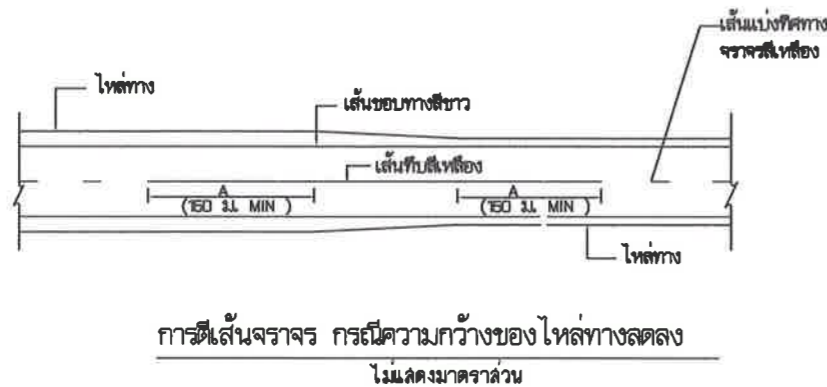 เส้นแบ่งทิศทาง
จราจรสีเหลือง
ไหล่ทาง
เส้นขอบทางสีขาว
เส้นทึบสีเหลือง
A
(150 ม. MIN )
A
(150 ม. MIN )
ไหล่ทาง
การตีเส้นจราจร กรณีความกว้างของไหล่ทางลดลง
ไม่แสดงมาตราส่วน